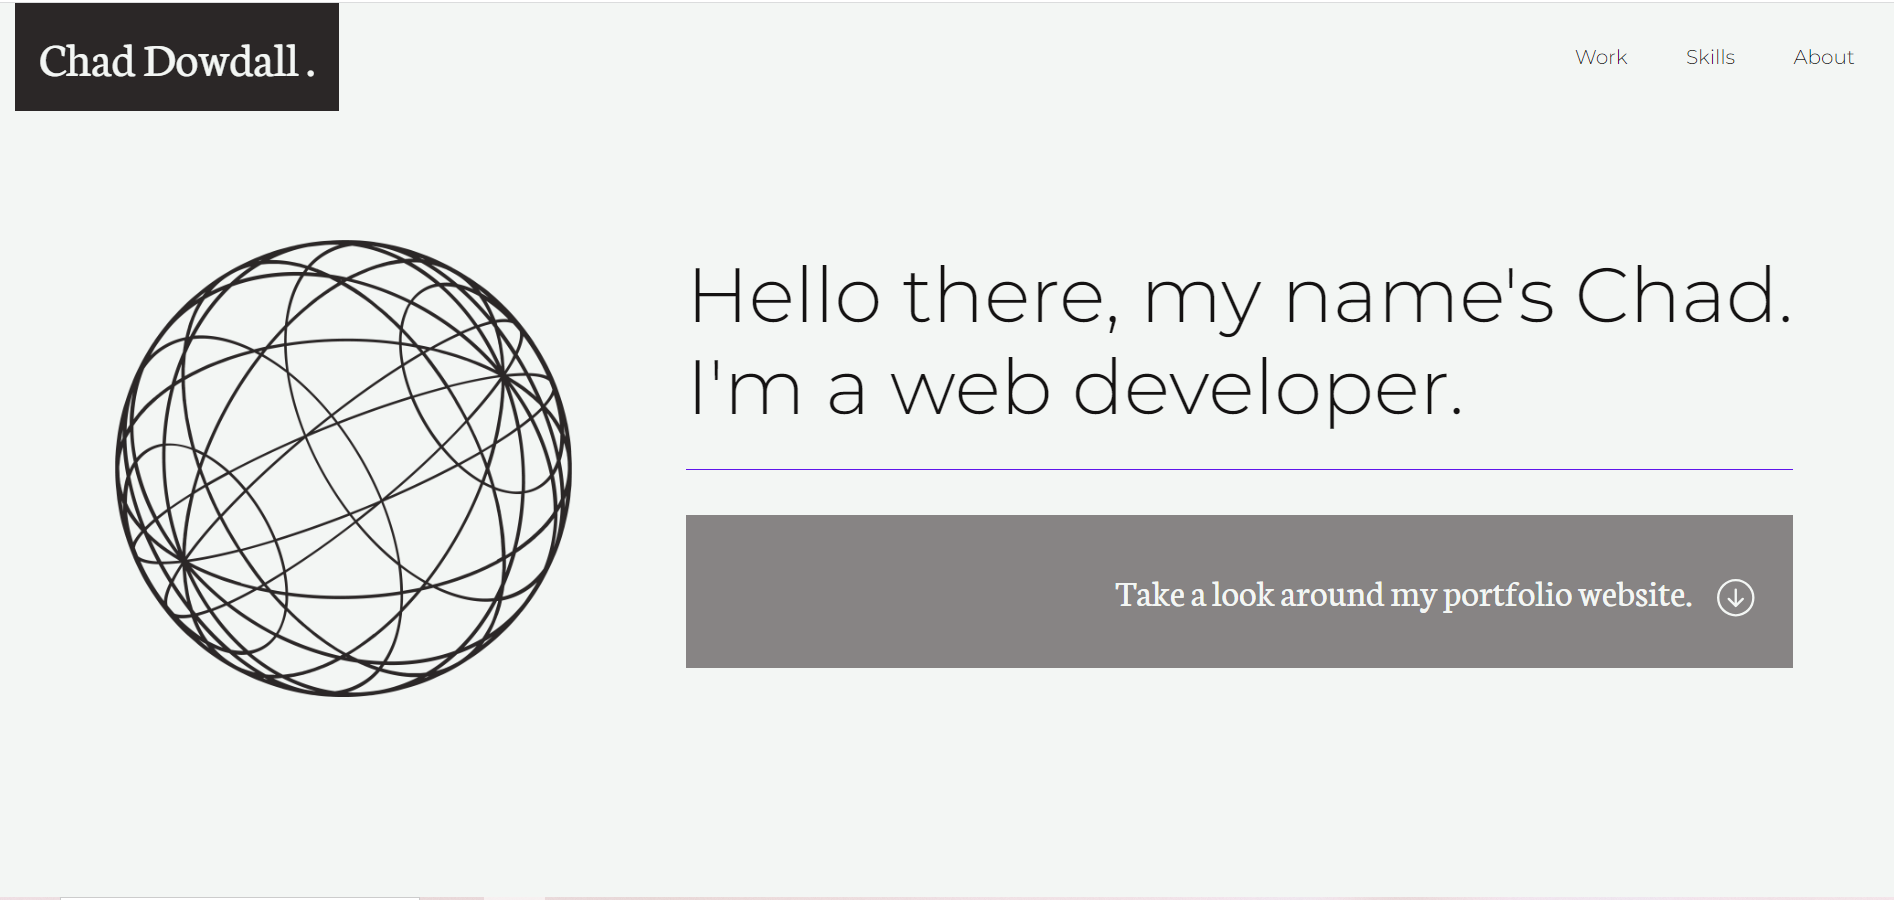 Chad Dowdall .
Work Skills About
Hello there, my name's Chad.
I'm a web developer.
Take a look around my portfolio website.